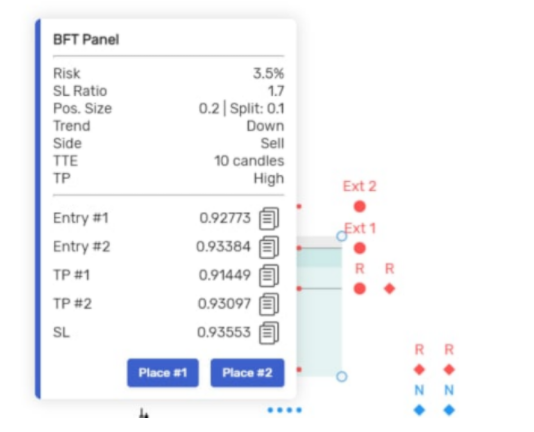 BFT Panel
Risk 3.5%
SL Ratio 1.7
Pos. Size 0.2 | Split: 0.1
Trend Down
Side Sell
TTE 10 candles
TP High
Entry #1 0.92773
Entry #2 0.93384
TP #1 0.91449
TP #2 0.93097
SL 0.93553
Place #1 Place #2
Ext 2
Ext 1
R R
R R
N N